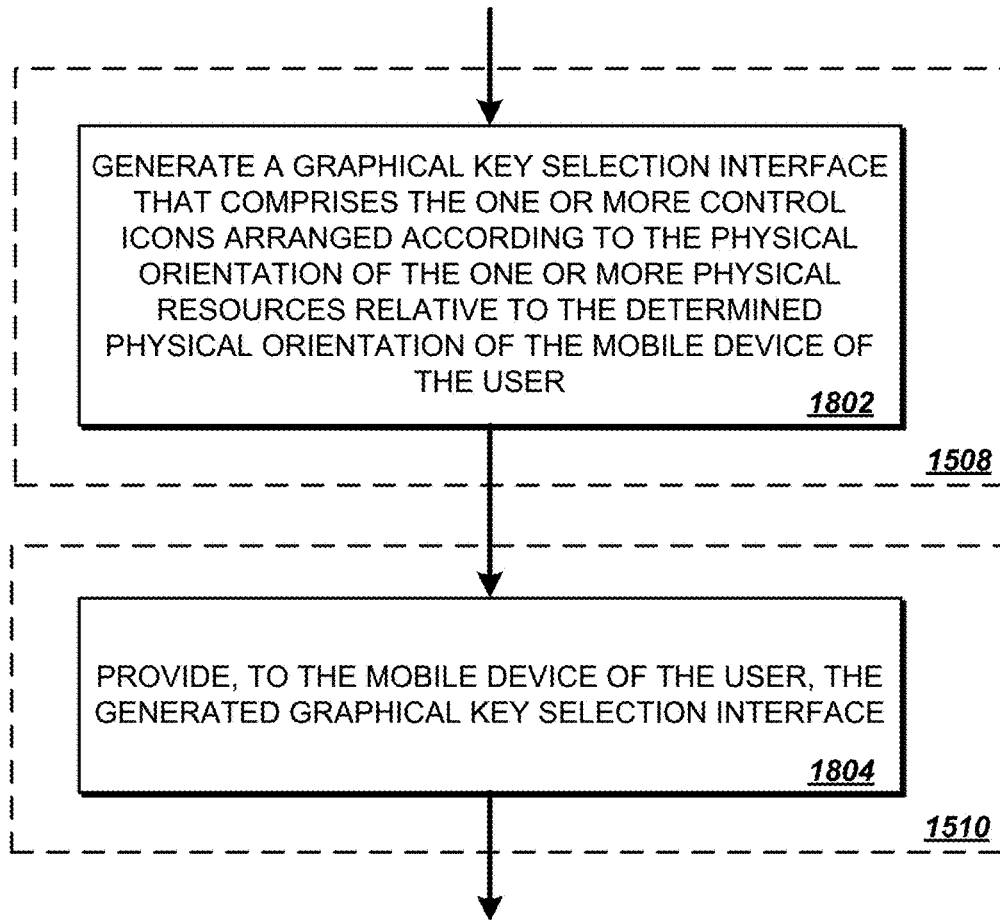 GENERATE A GRAPHICAL KEY SELECTION INTERFACE
THAT COMPRISES THE ONE OR MORE CONTROL
ICONS ARRANGED ACCORDING TO THE PHYSICAL
ORIENTATION OF THE ONE OR MORE PHYSICAL
RESOURCES RELATIVE TO THE DETERMINED
PHYSICAL ORIENTATION OF THE MOBILE DEVICE OF
THE USER
1802
1508
PROVIDE, TO THE MOBILE DEVICE OF THE USER, THE
GENERATED GRAPHICAL KEY SELECTION INTERFACE
1804
1510